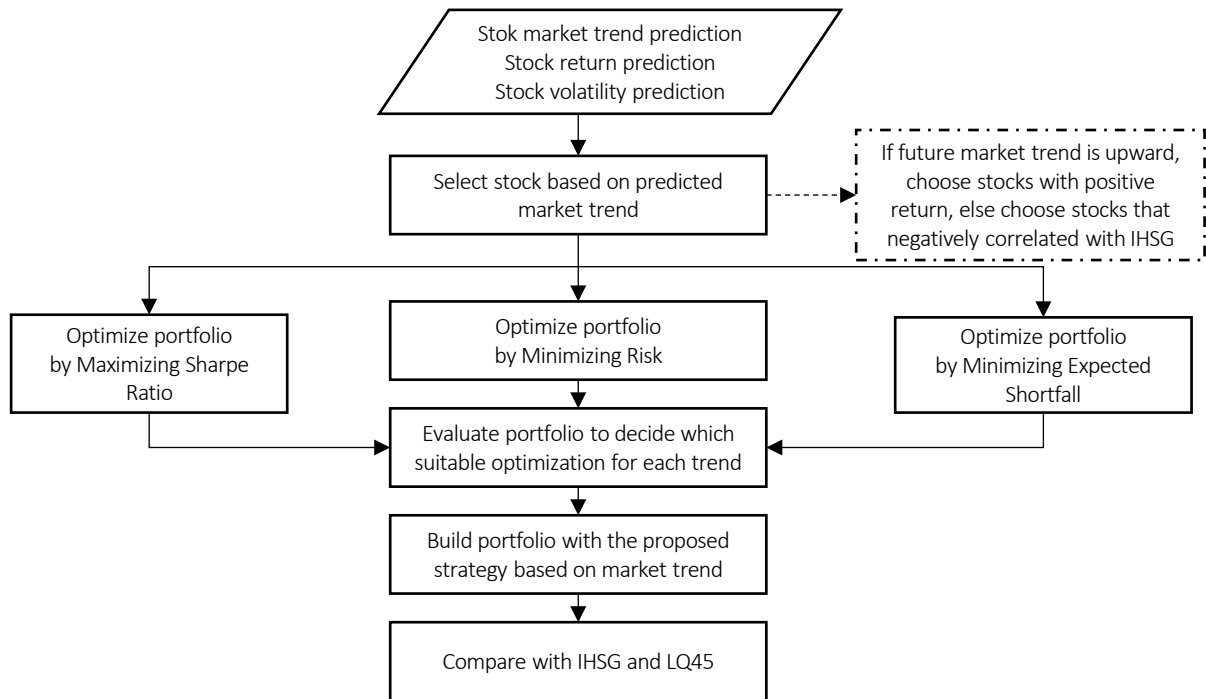 Stok market trend prediction
Stock return prediction
Stock volatility prediction
Select stock based on predicted
market trend
If future market trend is upward,
choose stocks with positive
return, else choose stocks that
negatively correlated with IHSG
Optimize portfolio
by Maximizing Sharpe
Ratio
Optimize portfolio
by Minimizing Risk
Optimize portfolio
by Minimizing Expected
Shortfall
Evaluate portfolio to decide which
suitable optimization for each trend
Build portfolio with the proposed
strategy based on market trend
Compare with IHSG and LQ45